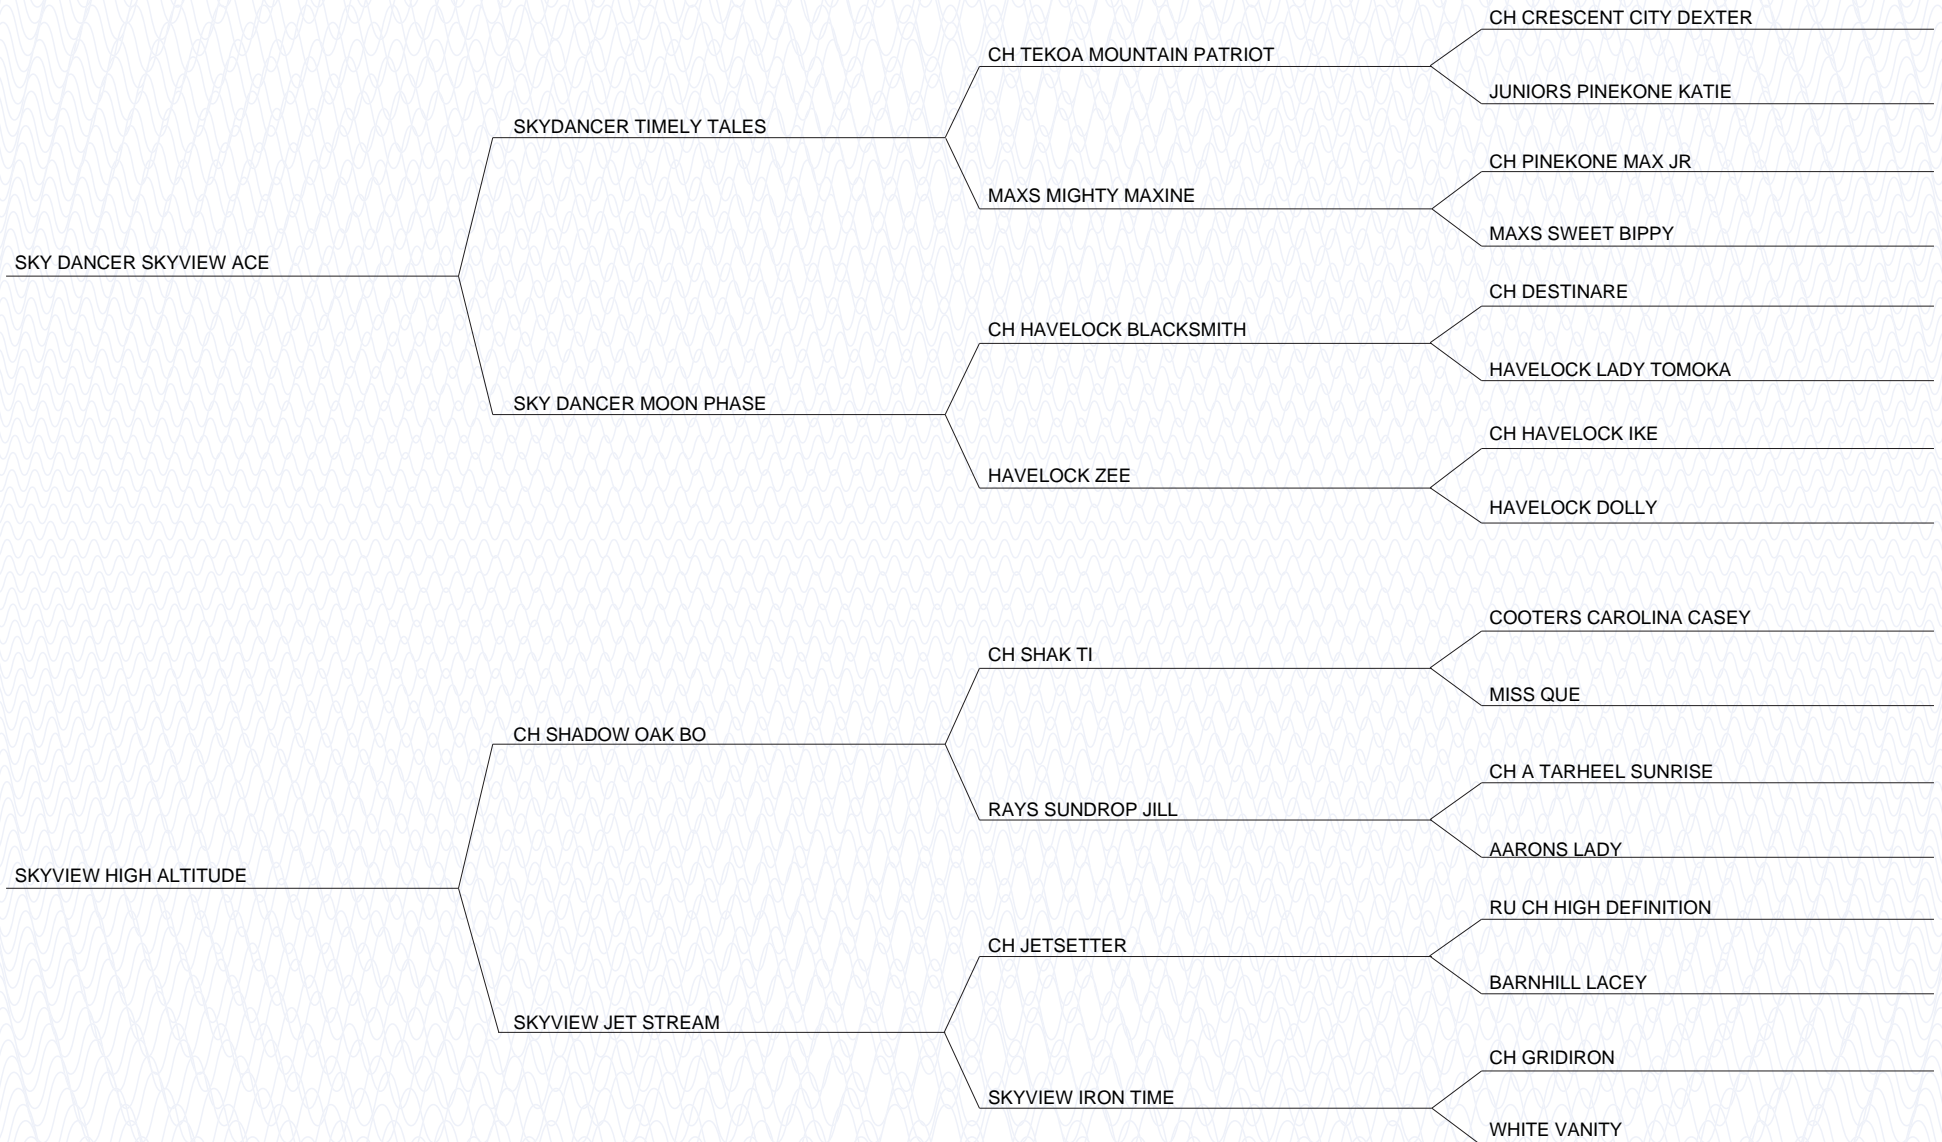 CH CRESCENT CITY DEXTER
CH TEKOA MOUNTAIN PATRIOT
JUNIORS PINEKONE KATIE
SKYDANCER TIMELY TALES
CH PINEKONE MAX JR
MAXS MIGHTY MAXINE
MAXS SWEET BIPPY
SKY DANCER SKYVIEW ACE
CH DESTINARE
CH HAVELOCK BLACKSMITH
HAVELOCK LADY TOMOKA
SKY DANCER MOON PHASE
CH HAVELOCK IKE
HAVELOCK ZEE
HAVELOCK DOLLY
COOTERS CAROLINA CASEY
CH SHAK TI
MISS QUE
CH SHADOW OAK BO
CH A TARHEEL SUNRISE
RAYS SUNDROP JILL
AARONS LADY
SKYVIEW HIGH ALTITUDE
RU CH HIGH DEFINITION
CH JETSETTER
BARNHILL LACEY
SKYVIEW JET STREAM
CH GRIDIRON
SKYVIEW IRON TIME
WHITE VANITY